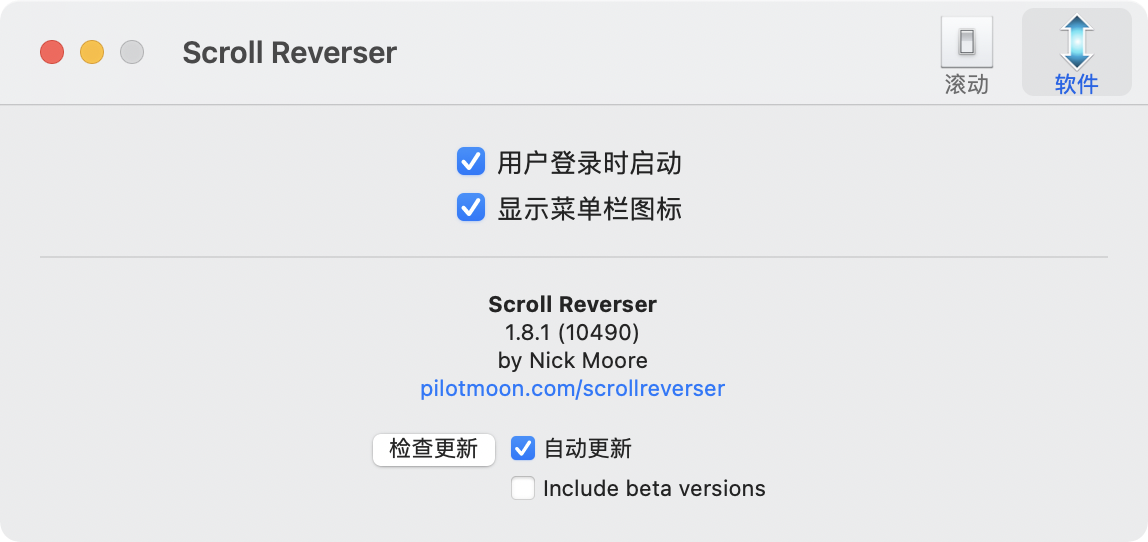 Scroll Reverser
滚动
软件
用户登录时启动
显示菜单栏图标
Scroll Reverser
1.8.1 (10490)
by Nick Moore
pilotmoon.com/scrollreverser
检查更新
自动更新
Include beta versions